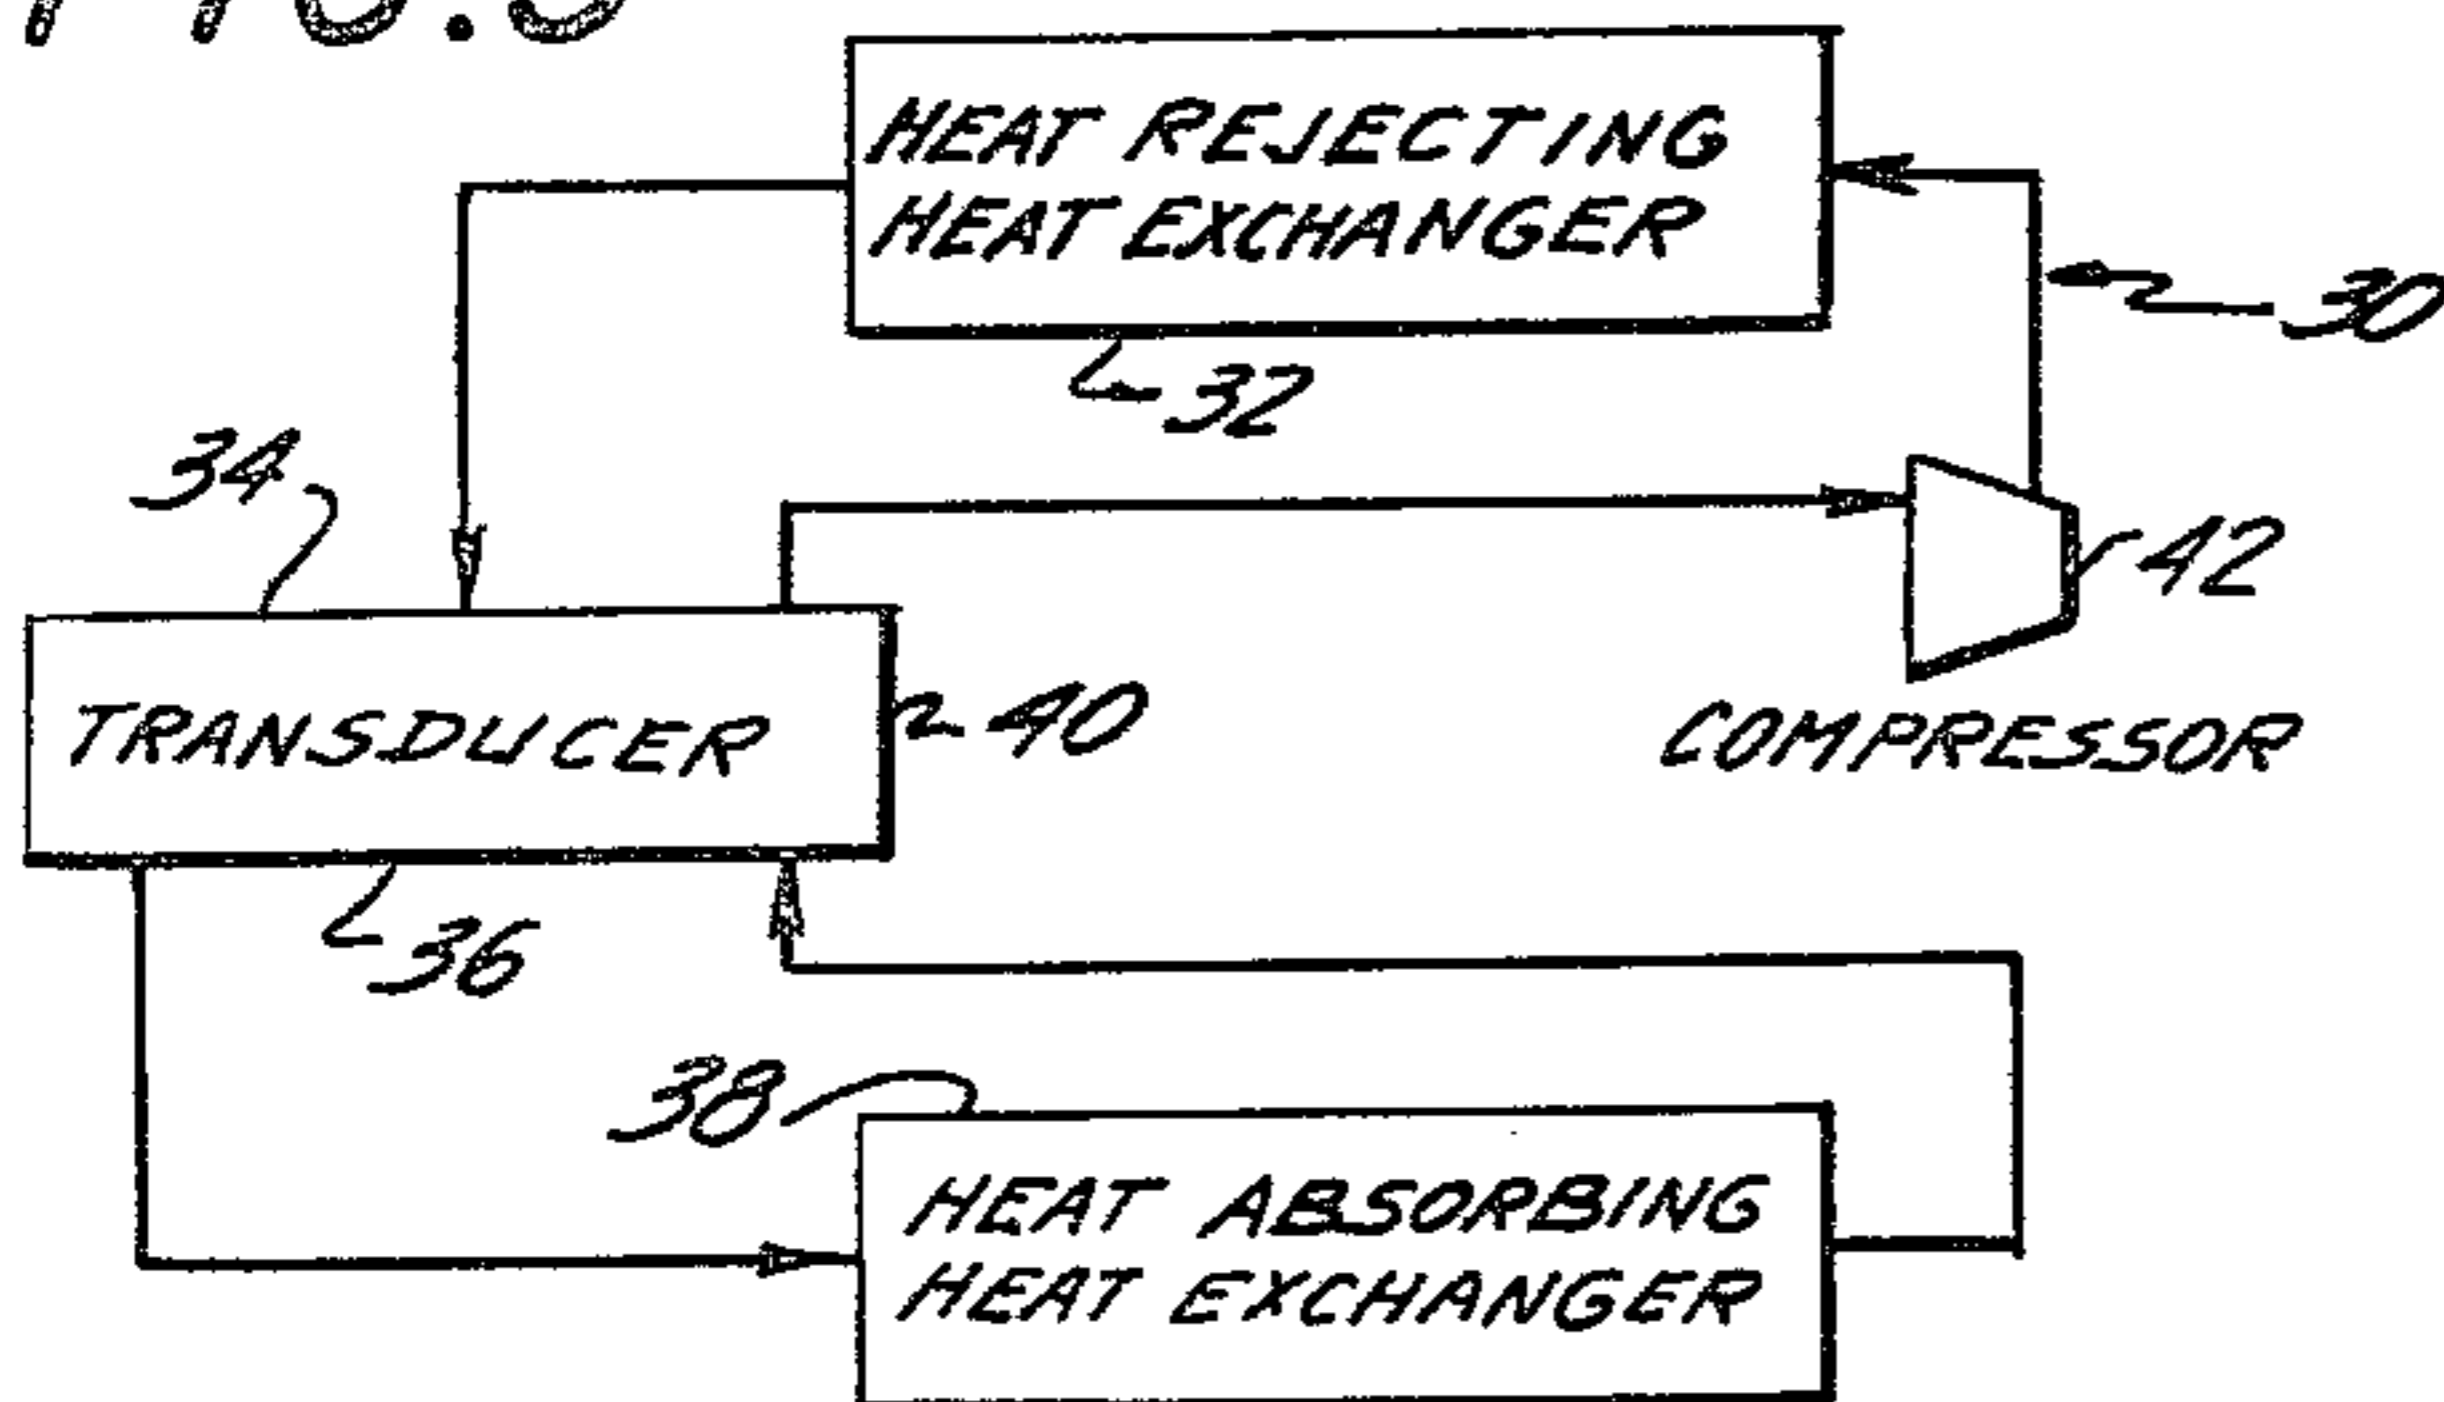 HEAT REJECTING
HEAT EXCHANGER
30
32
34
42
TRANSDUCER
40
COMPRESSOR
36
38
HEAT ABSORBING
HEAT EXCHANGER